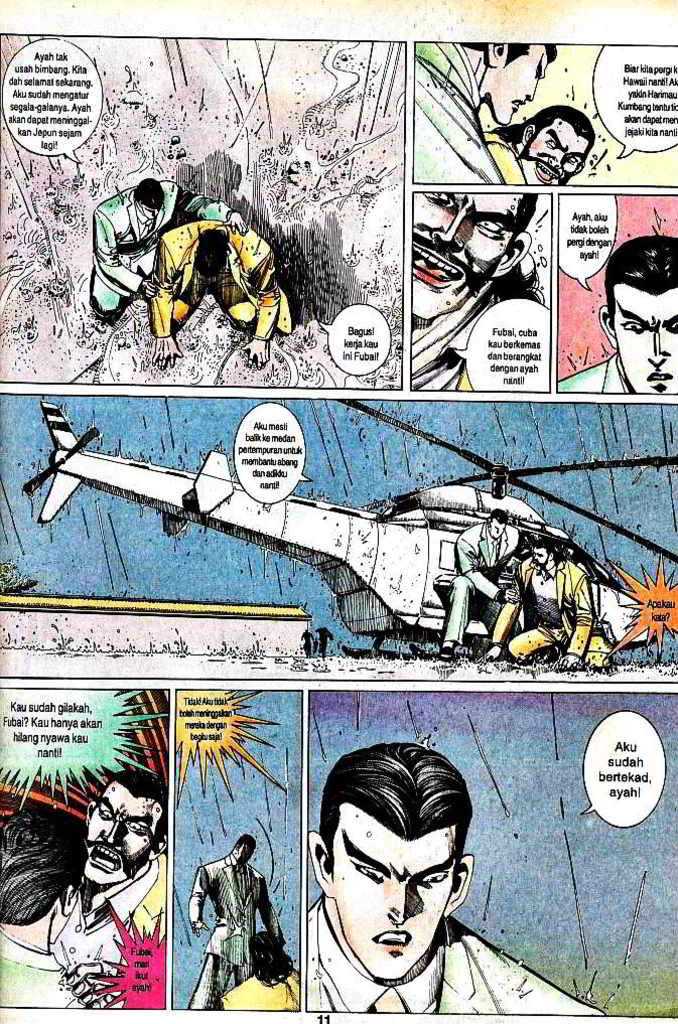 Ayah tak
usah bimbang. Kita
dah selamat sekarang.
Aku sudah mengatur
segala-galanya. Ayah
akan dapat meninggal-
kan Jepun sejam
lagi!
Bagus!
kerja kau
ini Fubai!
Biar kita pergi k
Hawaii nanti! Ak
yakin Harimau
Kumbang tentu tid
akan dapat men
jejaki kita nanti
Fubai, cuba
kau berkemas
dan berangkat
dengan ayah
nanti!
Ayah, aku
tidak boleh
pergi dengan
ayah!
Aku mesti
balik ke medan
pertempuran untuk
membantu abang
dan adikku
nanti!
Apa kau
kata?
Kau sudah gilakah,
Fubai? Kau hanya akan
hilang nyawa kau
nanti!
Fubai,
mari
ikut
ayah!
Tidak! Aku tidak
boleh meninggalkan
mereka dengan
begitu saja!
Aku
sudah
bertekad,
ayah!
11